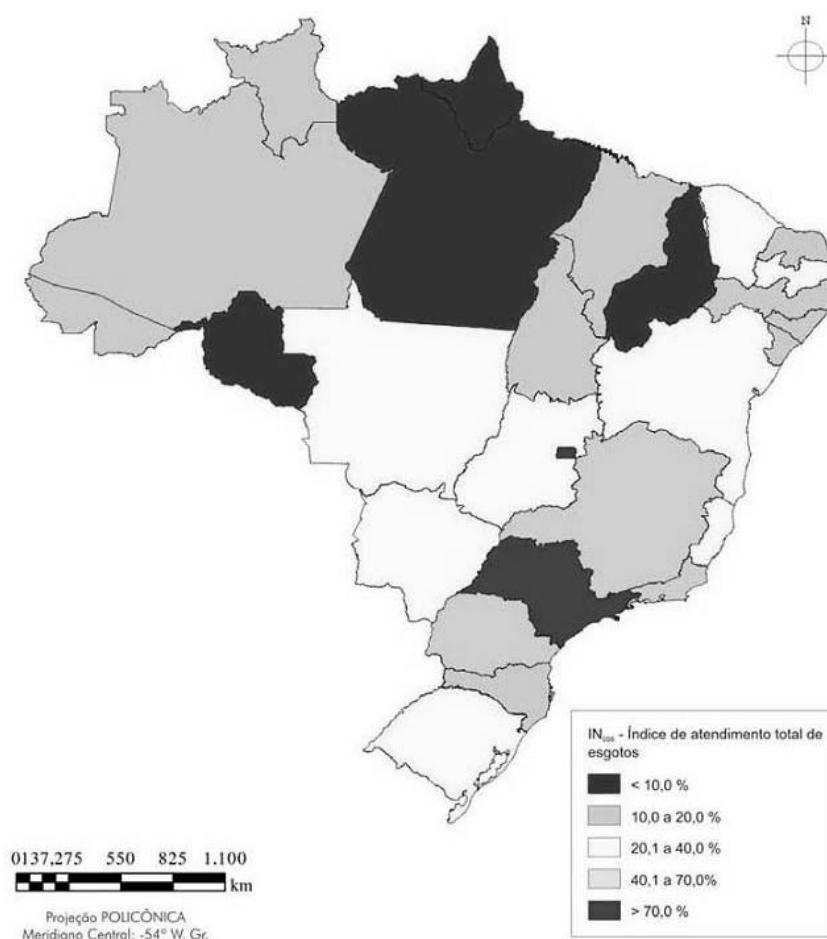 N
IN₀₅₆ - Índice de atendimento total de
esgotos
< 10,0 %
10,0 a 20,0 %
20,1 a 40,0 %
40,1 a 70,0%
> 70,0 %
0137,275 550 825 1.100
km
Projeção POLICÔNICA
Meridiano Central: -54° W. Gr.